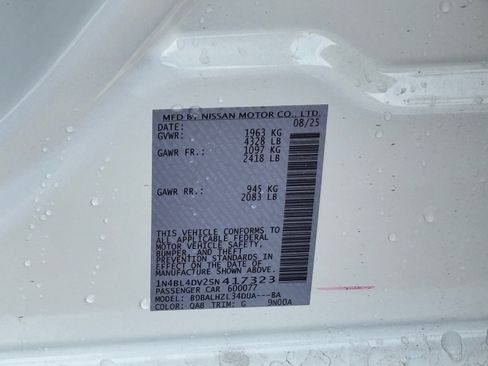 MFD BY NISSAN MOTOR CO., LTD.
DATE: 08/25
GVWR: 1963 KG
4328 LB
GAWR FR.: 1097 KG
2418 LB
GAWR RR.: 945 KG
2083 LB
THIS VEHICLE CONFORMS TO
ALL APPLICABLE FEDERAL
MOTOR VEHICLE SAFETY,
BUMPER, AND THEFT
PREVENTION STANDARDS
IN EFFECT ON THE DATE OF
MANUFACTURE SHOWN ABOVE.
1N4BL4DV2SN417323
PASSENGER CAR 600077
MODEL: BDBALHZL34DUA---BA
COLOR: QAB TRIM: G 9N00A